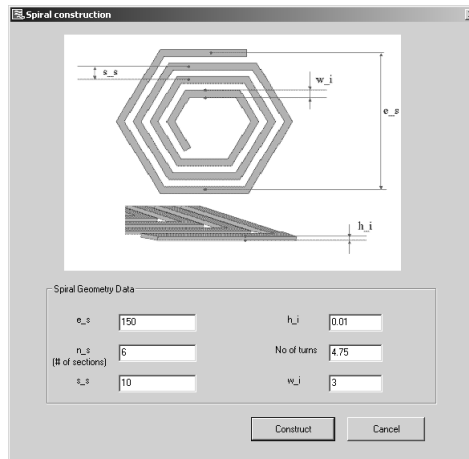 Spiral construction
s_s
w_i
e_s
h_i
Spiral Geometry Data
e_s 150 h_i 0.01
n_s 6 No of turns 4.75
(# of sections)
s_s 10 w_i 3
Construct Cancel